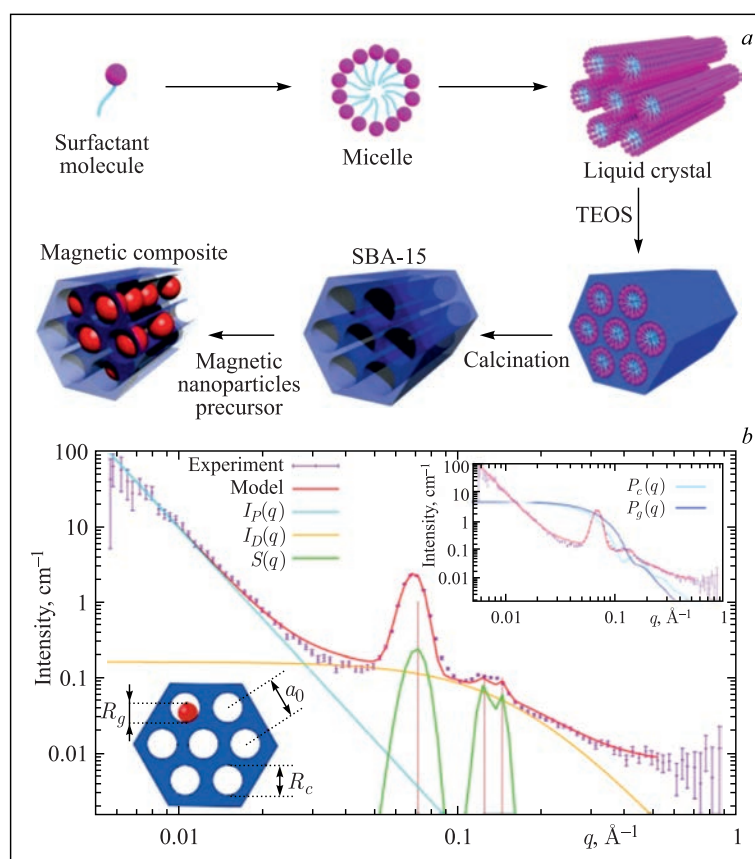 a
Surfactant
molecule
Micelle
Liquid crystal
TEOS
Magnetic composite
SBA-15
Calcination
Magnetic
nanoparticles
precursor
b
100
10
1
0.1
0.01
Intensity, cm⁻¹
Experiment
Model
I_P(q)
I_D(q)
S(q)
100
10
1
0.1
0.01
Intensity, cm⁻¹
P_c(q)
P_g(q)
0.01
0.1
1
q, Å⁻¹
R_g
a_0
R_c
0.01
0.1
1
q, Å⁻¹